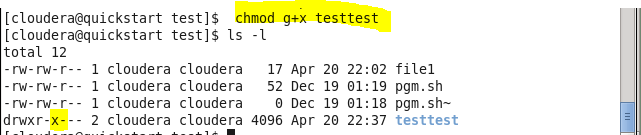 [cloudera@quickstart test]$ chmod g+x testtest
[cloudera@quickstart test]$ ls -l
total 12
-rw-rw-r-- 1 cloudera cloudera 17 Apr 20 22:02 file1
-rw-rw-r-- 1 cloudera cloudera 52 Dec 19 01:19 pgm.sh
-rw-rw-r-- 1 cloudera cloudera 0 Dec 19 01:18 pgm.sh~
drwxr-x--- 2 cloudera cloudera 4096 Apr 20 22:37 testtest
[cloudera@quickstart test]$